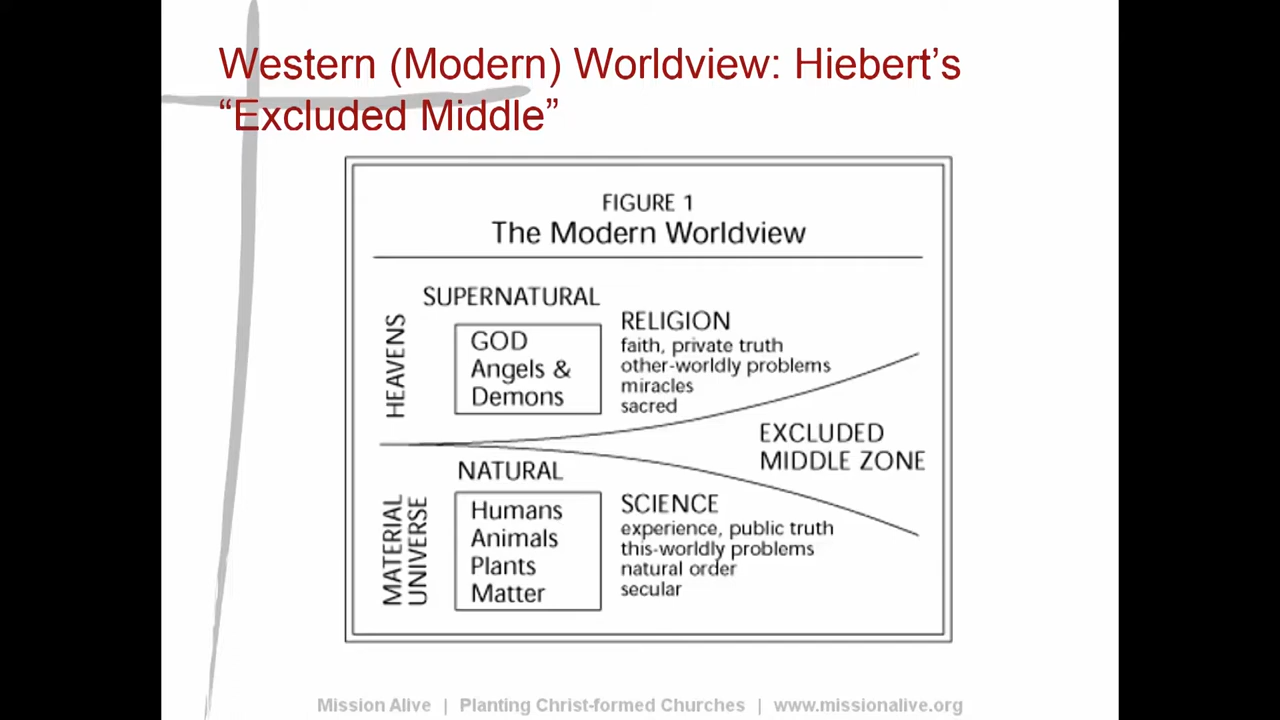 Western (Modern) Worldview: Hiebert’s
“Excluded Middle”
FIGURE 1
The Modern Worldview
HEAVENS
SUPERNATURAL
GOD
Angels &
Demons
RELIGION
faith, private truth
other-worldly problems
miracles
sacred
EXCLUDED
MIDDLE ZONE
MATERIAL
UNIVERSE
NATURAL
Humans
Animals
Plants
Matter
SCIENCE
experience, public truth
this-worldly problems
natural order
secular
Mission Alive | Planting Christ-formed Churches | www.missionalive.org